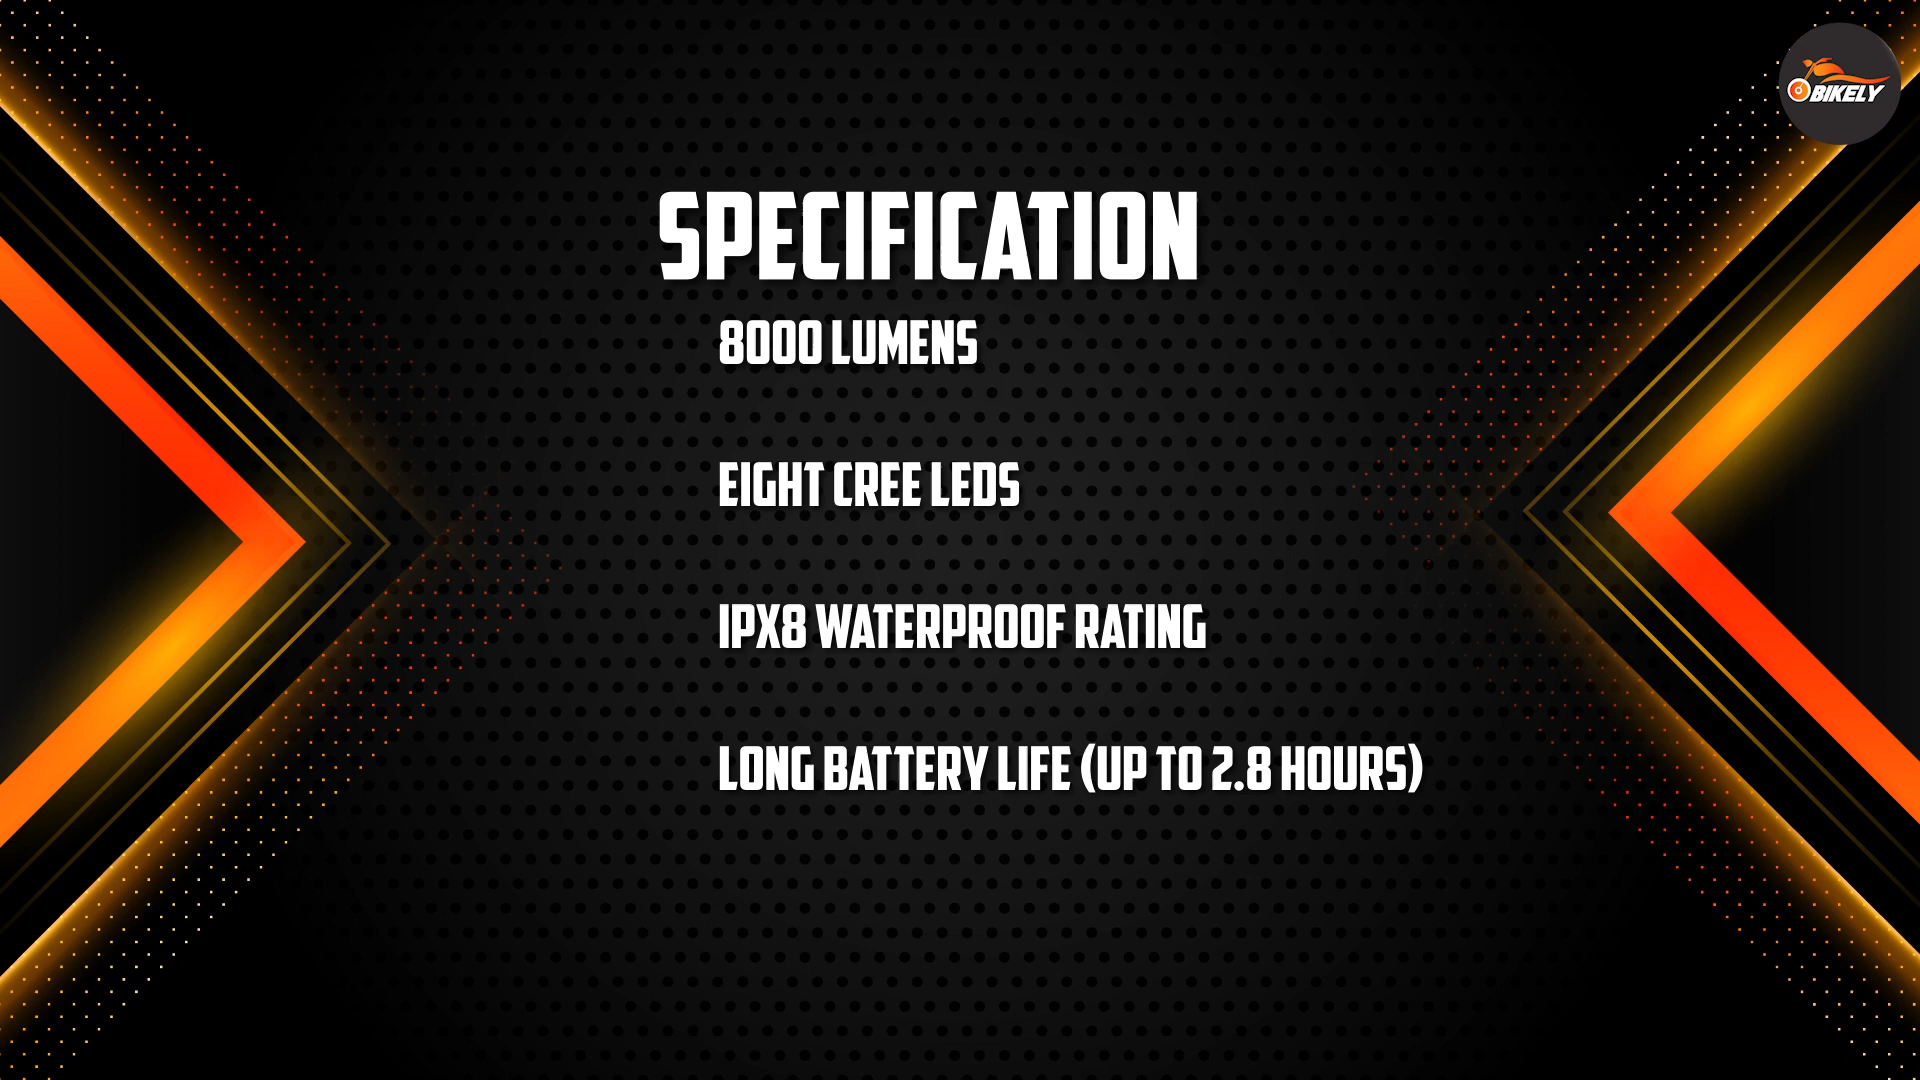 BIKELY
SPECIFICATION
8000 LUMENS
EIGHT CREE LEDS
IPX8 WATERPROOF RATING
LONG BATTERY LIFE (UP TO 2.8 HOURS)